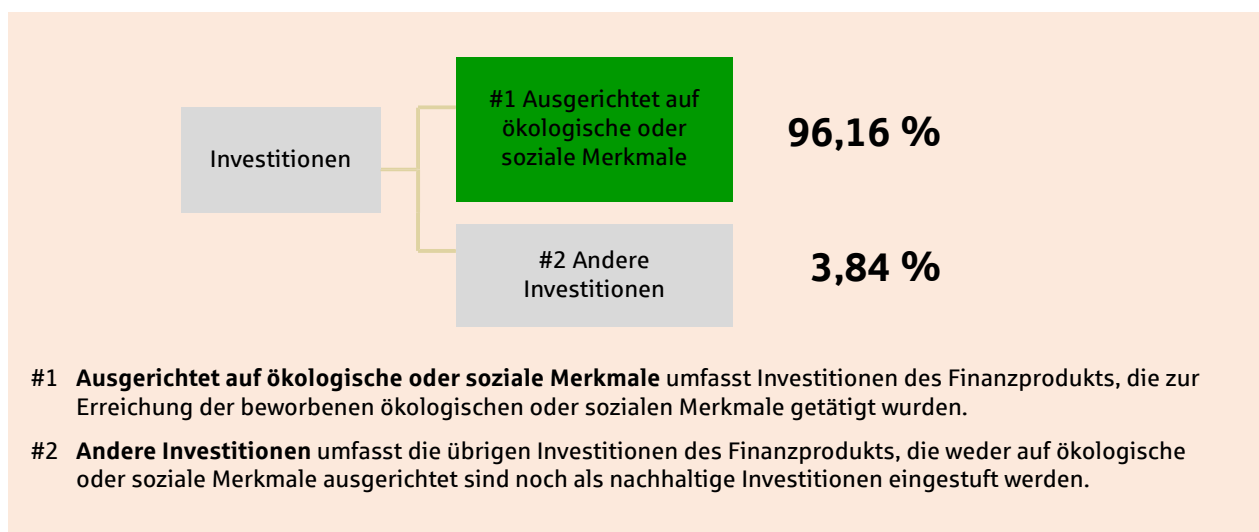 #1 Ausgerichtet auf
ökologische oder
soziale Merkmale
96,16 %
Investitionen
#2 Andere
Investitionen
3,84 %
#1 Ausgerichtet auf ökologische oder soziale Merkmale umfasst Investitionen des Finanzprodukts, die zur
Erreichung der beworbenen ökologischen oder sozialen Merkmale getätigt wurden.
#2 Andere Investitionen umfasst die übrigen Investitionen des Finanzprodukts, die weder auf ökologische
oder soziale Merkmale ausgerichtet sind noch als nachhaltige Investitionen eingestuft werden.